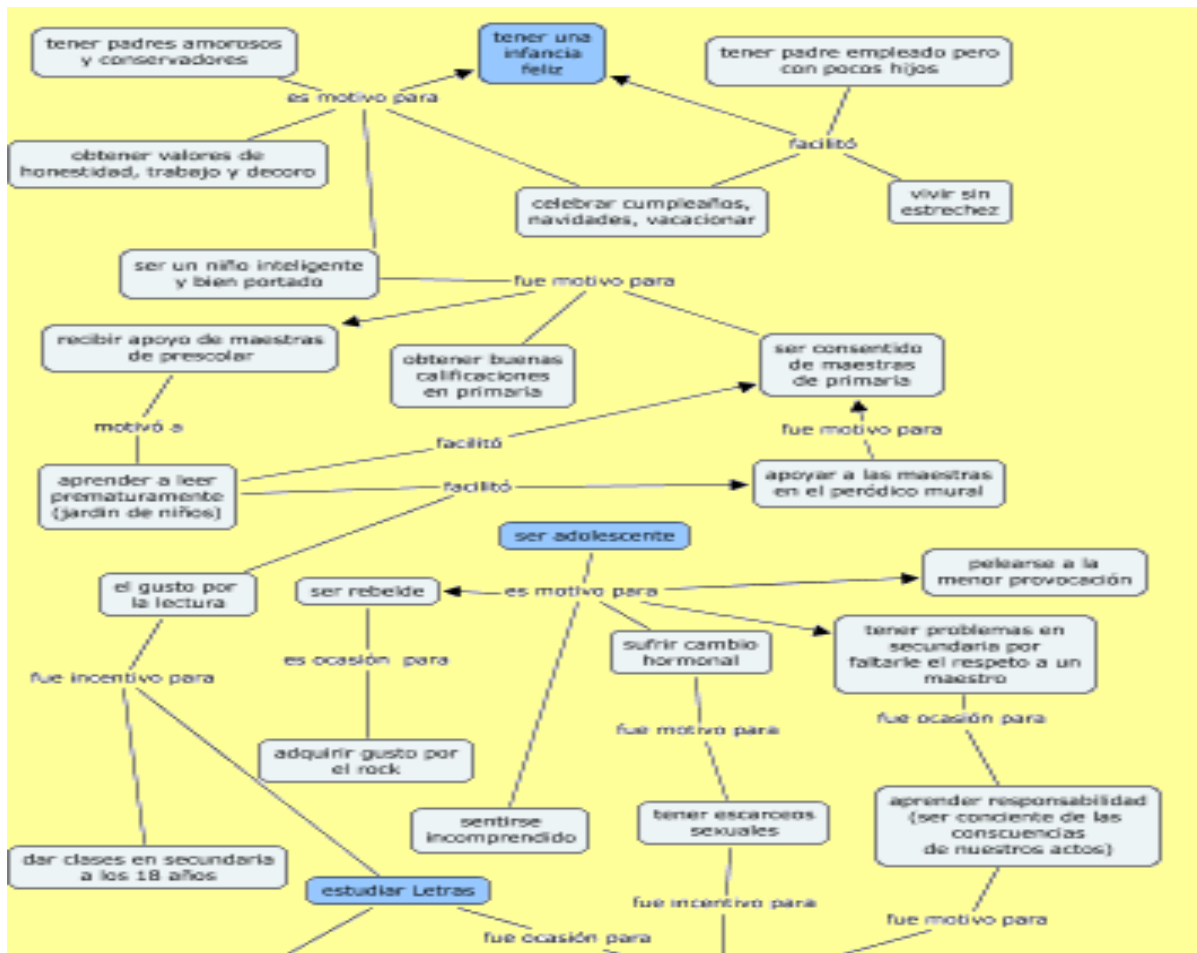 tener padres amorosos
y conservadores
tener una
infancia
feliz
tener padre empleado pero
con pocos hijos
es motivo para
facilitó
obtener valores de
honestidad, trabajo y decoro
celebrar cumpleaños,
navidades, vacacionar
vivir sin
estrechez
ser un niño inteligente
y bien portado
fue motivo para
recibir apoyo de maestras
de prescolar
obtener buenas
calificaciones
en primaria
ser consentido
de maestras
de primaria
motivó a
facilitó
fue motivo para
aprender a leer
prematuramente
(jardin de niños)
facilitó
apoyar a las maestras
en el peródico mural
ser adolescente
el gusto por
la lectura
ser rebelde
es motivo para
pelearse a la
menor provocación
sufrir cambio
hormonal
tener problemas en
secundaria por
faltarle el respeto a un
maestro
fue incentivo para
es ocasión para
fue motivo para
fue ocasión para
adquirir gusto por
el rock
sentirse
incomprendido
tener escarceos
sexuales
aprender responsabilidad
(ser conciente de las
conscuencias
de nuestros actos)
dar clases en secundaria
a los 18 años
estudiar Letras
fue incentivo para
fue motivo para
fue ocasión para